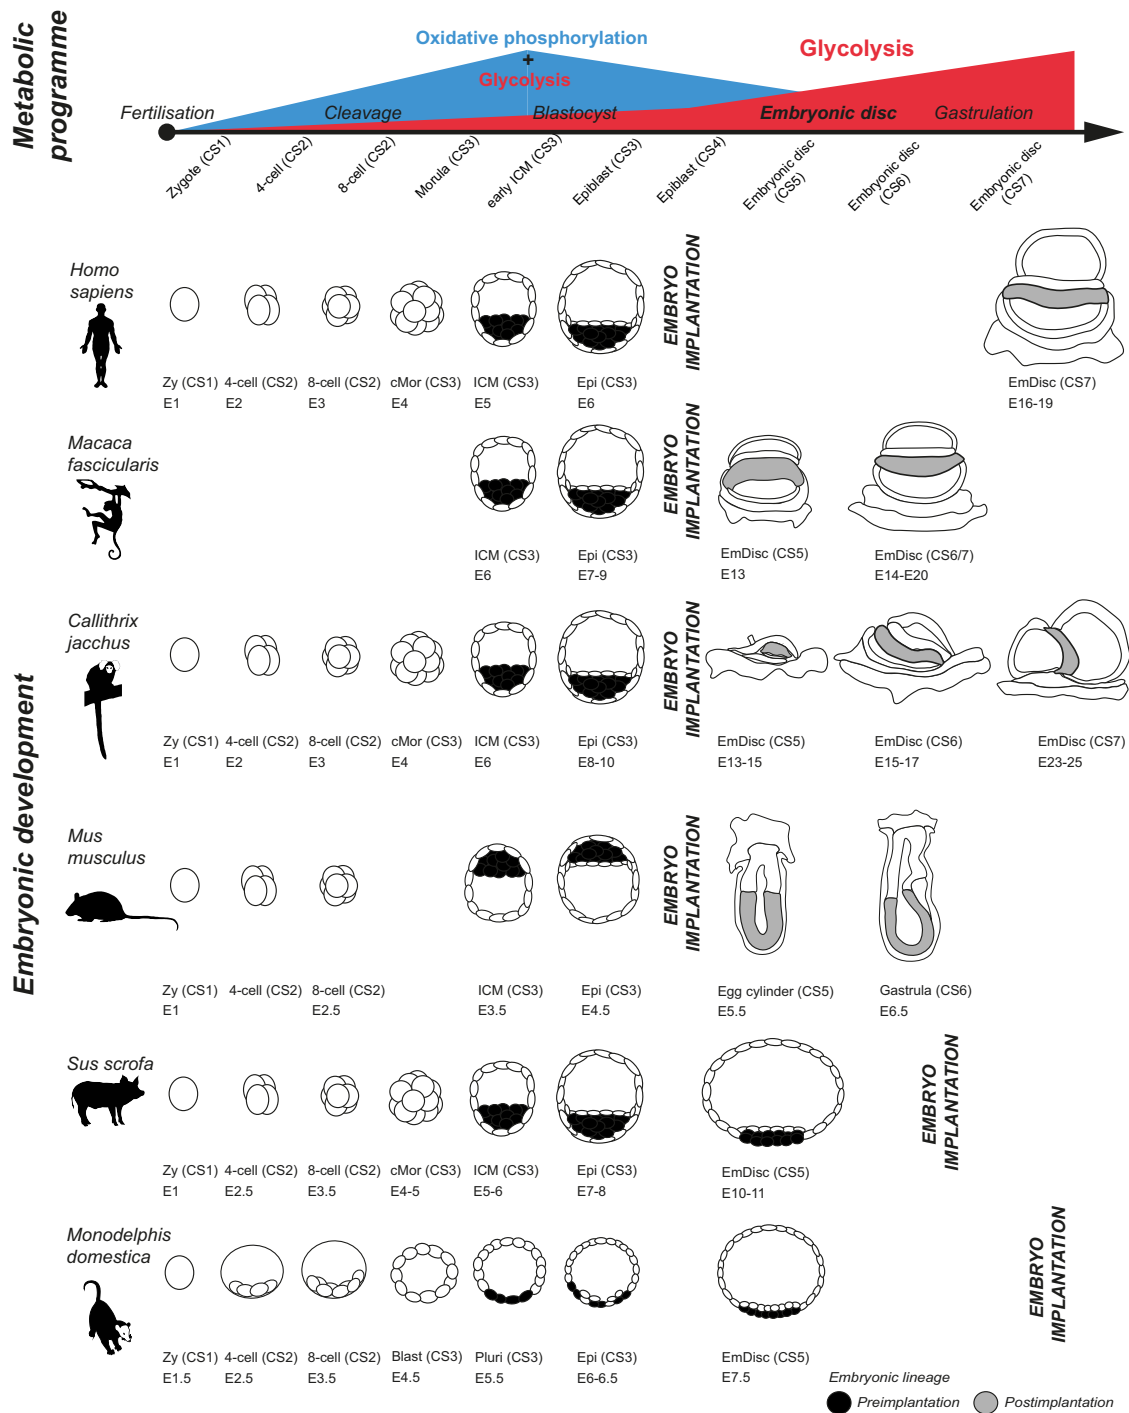 Metabolic
programme
Oxidative phosphorylation
+
Glycolysis
Glycolysis
Fertilisation
Cleavage
Blastocyst
Embryonic disc
Gastrulation
Zygote (CS1)
4-cell (CS2)
8-cell (CS2)
Morula (CS3)
early ICM (CS3)
Epiblast (CS3)
Epiblast (CS4)
Embryonic disc
(CS5)
Embryonic disc
(CS6)
Embryonic disc
(CS7)
Embryonic development
Homo
sapiens
EMBRYO
IMPLANTATION
Zy (CS1)
E1
4-cell (CS2)
E2
8-cell (CS2)
E3
cMor (CS3)
E4
ICM (CS3)
E5
Epi (CS3)
E6
EmDisc (CS7)
E16-19
Macaca
fascicularis
EMBRYO
IMPLANTATION
ICM (CS3)
E6
Epi (CS3)
E7-9
EmDisc (CS5)
E13
EmDisc (CS6/7)
E14-E20
Callithrix
jacchus
EMBRYO
IMPLANTATION
Zy (CS1)
E1
4-cell (CS2)
E2
8-cell (CS2)
E3
cMor (CS3)
E4
ICM (CS3)
E6
Epi (CS3)
E8-10
EmDisc (CS5)
E13-15
EmDisc (CS6)
E15-17
EmDisc (CS7)
E23-25
Mus
musculus
EMBRYO
IMPLANTATION
Zy (CS1)
E1
4-cell (CS2)
8-cell (CS2)
E2.5
ICM (CS3)
E3.5
Epi (CS3)
E4.5
Egg cylinder (CS5)
E5.5
Gastrula (CS6)
E6.5
Sus scrofa
EMBRYO
IMPLANTATION
Zy (CS1)
E1
4-cell (CS2)
E2.5
8-cell (CS2)
E3.5
cMor (CS3)
E4-5
ICM (CS3)
E5-6
Epi (CS3)
E7-8
EmDisc (CS5)
E10-11
Monodelphis
domestica
EMBRYO
IMPLANTATION
Zy (CS1)
E1.5
4-cell (CS2)
E2.5
8-cell (CS2)
E3.5
Blast (CS3)
E4.5
Pluri (CS3)
E5.5
Epi (CS3)
E6-6.5
EmDisc (CS5)
E7.5
Embryonic lineage
Preimplantation
Postimplantation